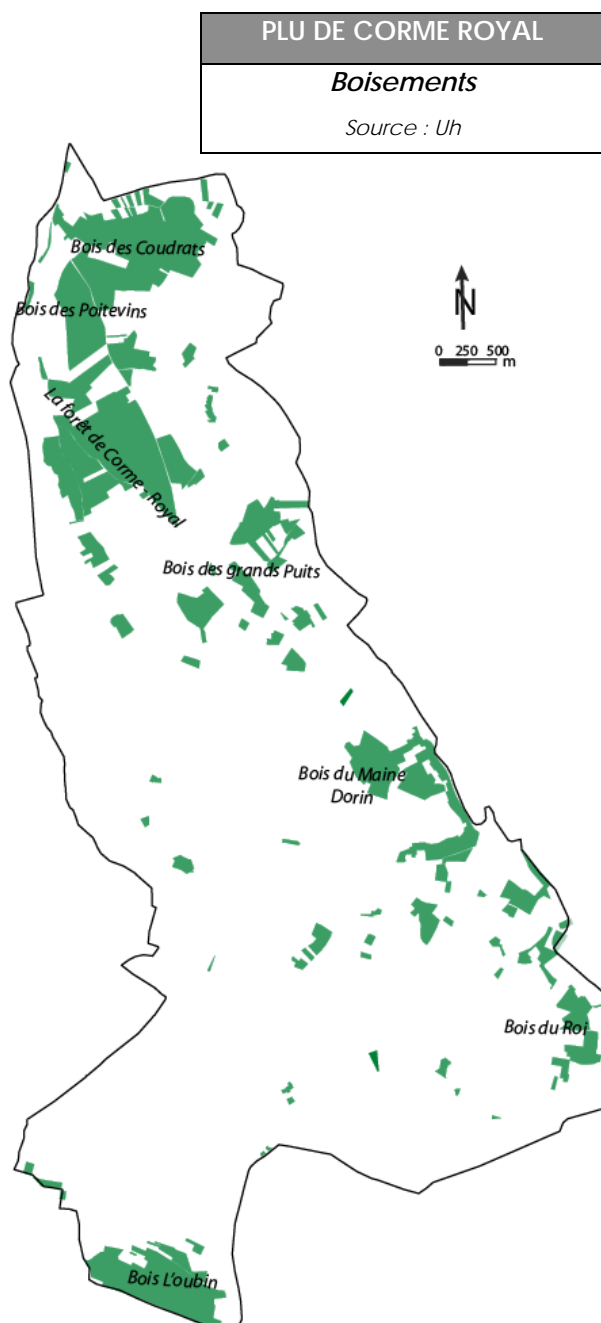 PLU DE CORME ROYAL
Boisements
Source : Uh
Bois des Coudrats
Bois des Poitevins
N
0 250 500
m
La forêt de Corme - Royal
Bois des grands Puits
Bois du Maine
Dorin
Bois du Roi
Bois L'oubin